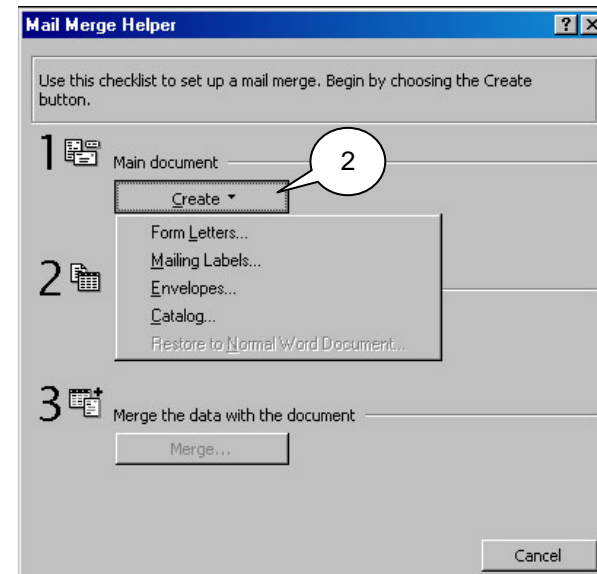 Mail Merge Helper
Use this checklist to set up a mail merge. Begin by choosing the Create
button.
1
Main document
2
Create
Form Letters...
Mailing Labels...
2
Envelopes...
Catalog...
Restore to Normal Word Document...
3
Merge the data with the document
Merge...
Cancel